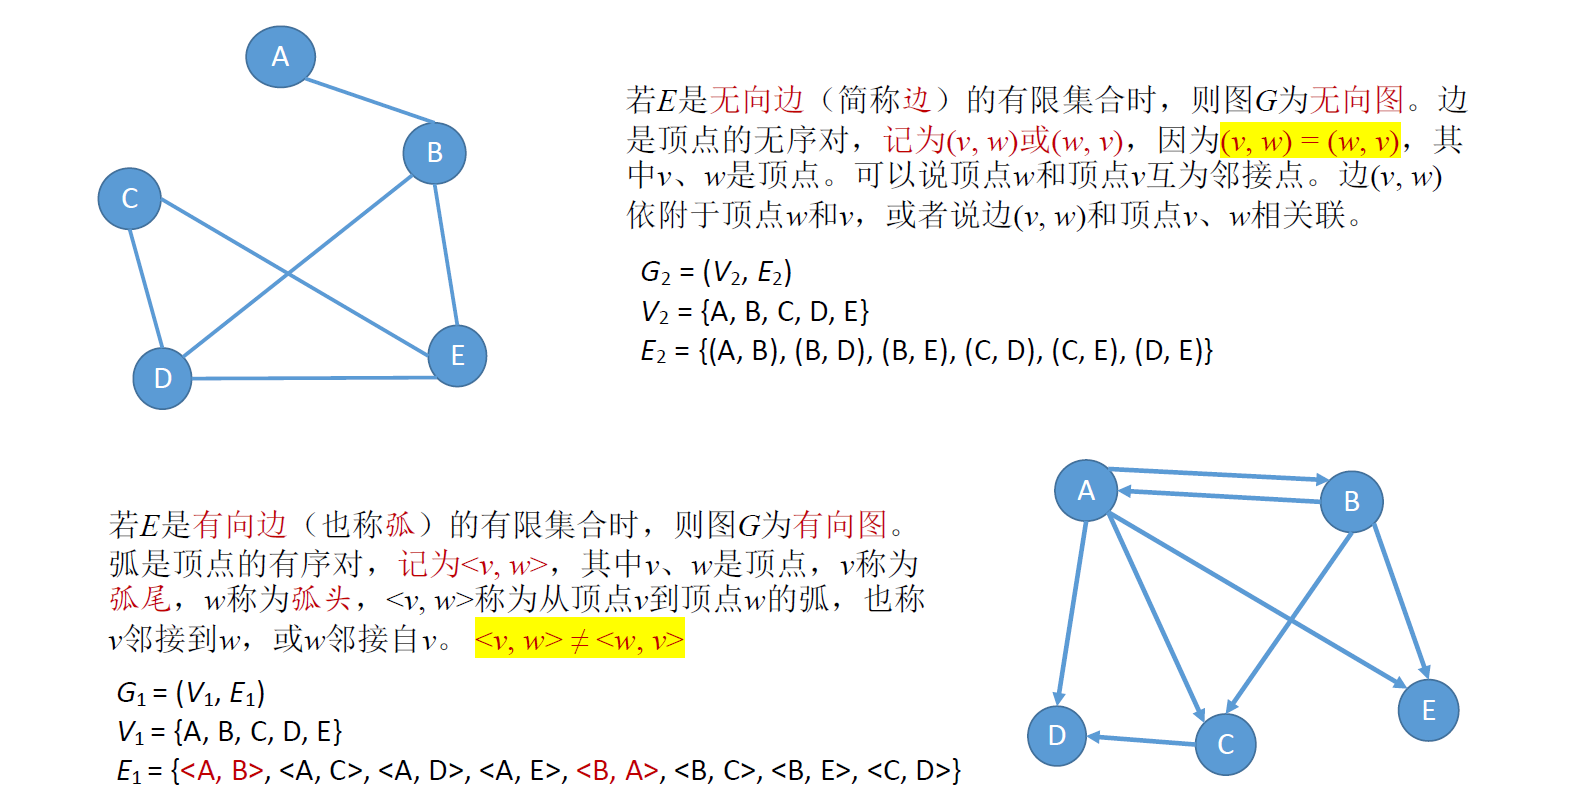 A
B
C
D
E
若E是无向边（简称边）的有限集合时，则图G为无向图。边
是顶点的无序对，记为(v, w)或(w, v)，因为(v, w) = (w, v)，其
中v、w是顶点。可以说顶点w和顶点v互为邻接点。边(v, w)
依附于顶点w和v，或者说边(v, w)和顶点v、w相关联。
G₂ = (V₂, E₂)
V₂ = {A, B, C, D, E}
E₂ = {(A, B), (B, D), (B, E), (C, D), (C, E), (D, E)}
若E是有向边（也称弧）的有限集合时，则图G为有向图。
弧是顶点的有序对，记为<v, w>，其中v、w是顶点，v称为
弧尾，w称为弧头，<v, w>称为从顶点v到顶点w的弧，也称
v邻接到w，或w邻接自v。 <v, w> ≠ <w, v>
G₁ = (V₁, E₁)
V₁ = {A, B, C, D, E}
E₁ = {<A, B>, <A, C>, <A, D>, <A, E>, <B, A>, <B, C>, <B, E>, <C, D>}
A
B
E
D
C